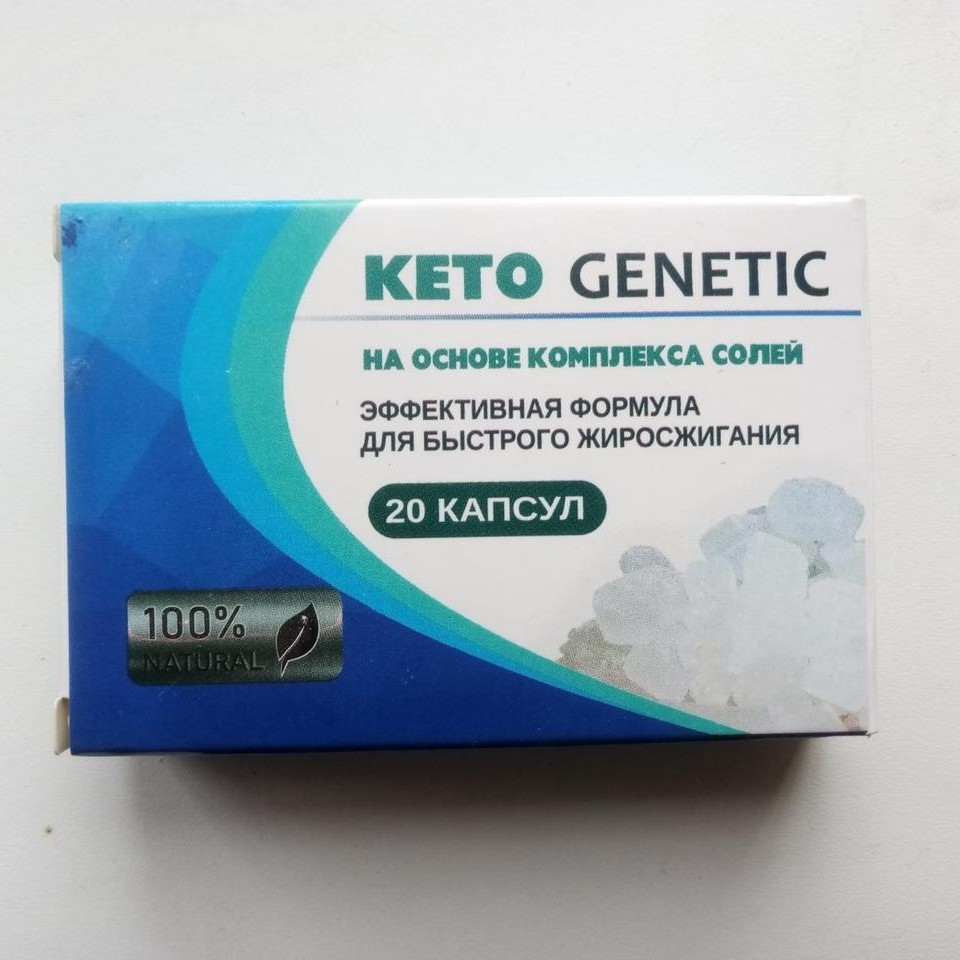 KETO GENETIC
НА ОСНОВЕ КОМПЛЕКСА СОЛЕЙ
ЭФФЕКТИВНАЯ ФОРМУЛА
ДЛЯ БЫСТРОГО ЖИРОСЖИГАНИЯ
20 КАПСУЛ
100%
NATURAL